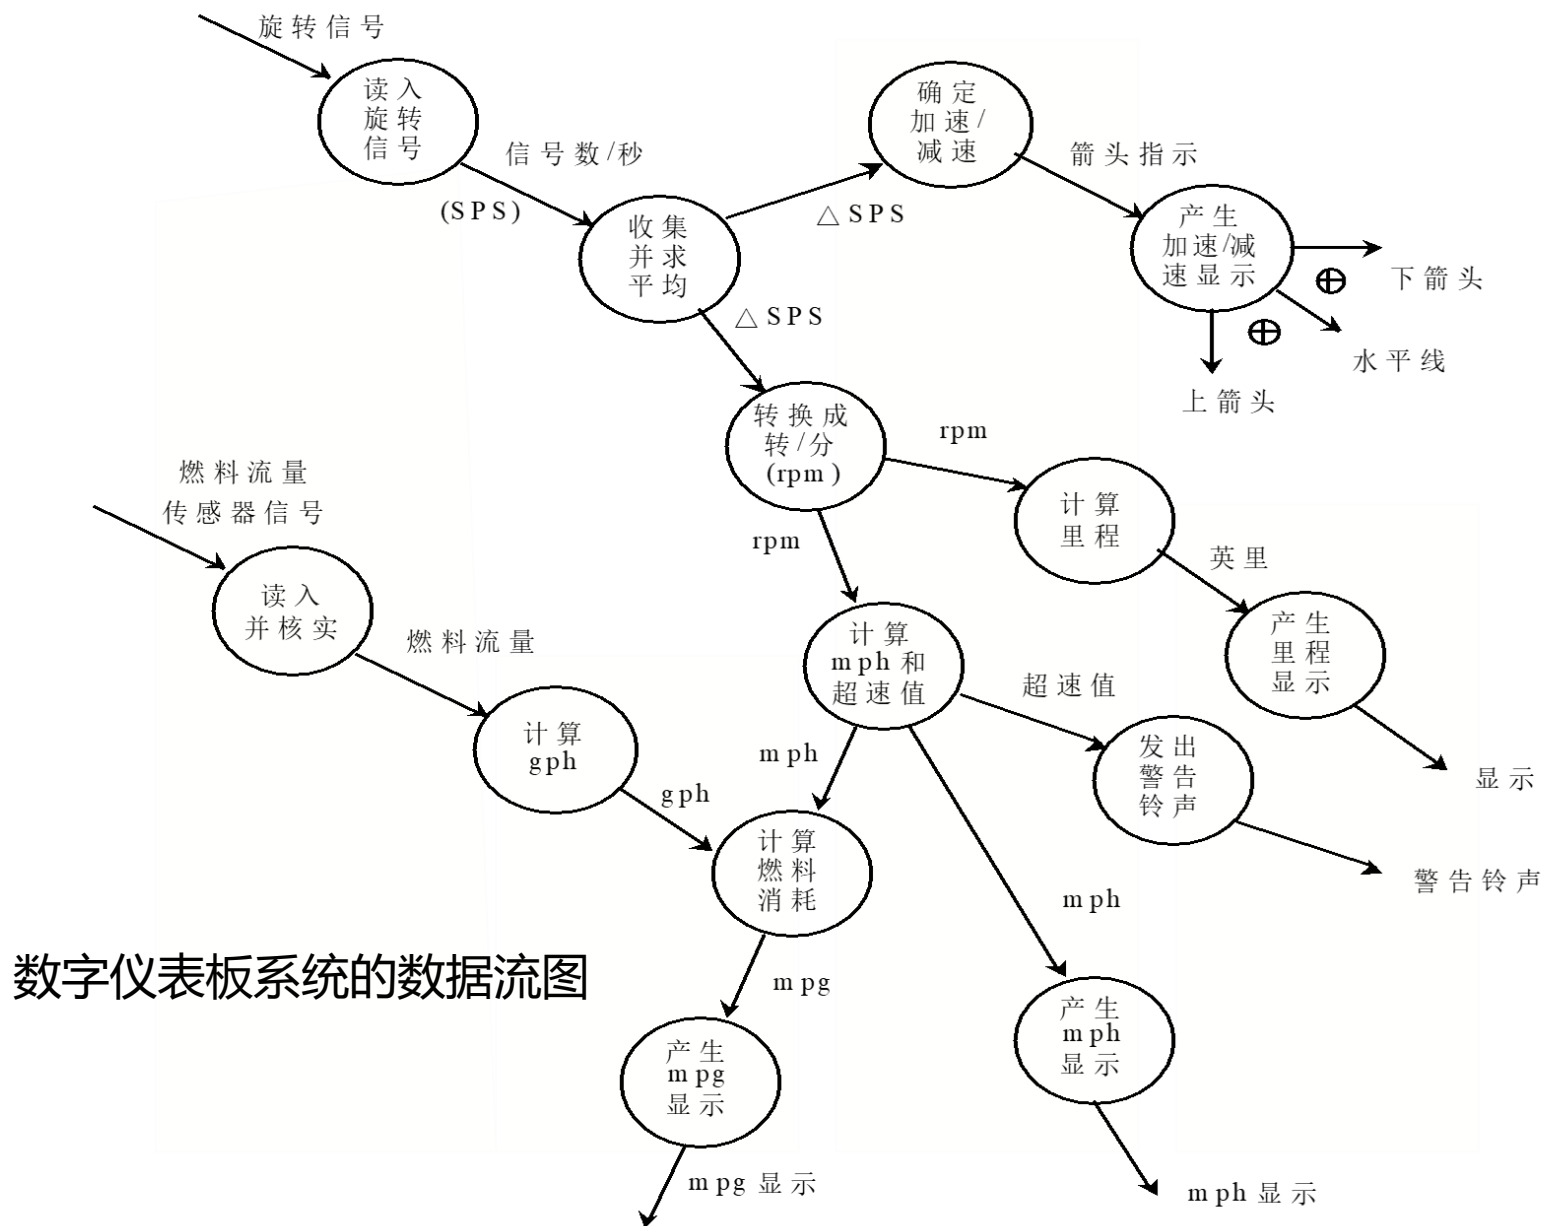 旋转信号
读入
旋转
信号
信号数/秒
(SPS)
确定
加速/
减速
箭头指示
收集
并求
平均
△SPS
产生
加速/减
速显示
下箭头
水平线
上箭头
△SPS
转换成
转/分
(rpm)
rpm
计算
里程
英里
产生
里程
显示
显示
燃料流量
传感器信号
读入
并核实
燃料流量
计算
gph
gph
rpm
计算
mph和
超速值
超速值
发出
警告
铃声
警告铃声
mph
计算
燃料
消耗
mph
数字仪表板系统的数据流图
mpg
产生
mpg
显示
mpg显示
产生
mph
显示
mph显示